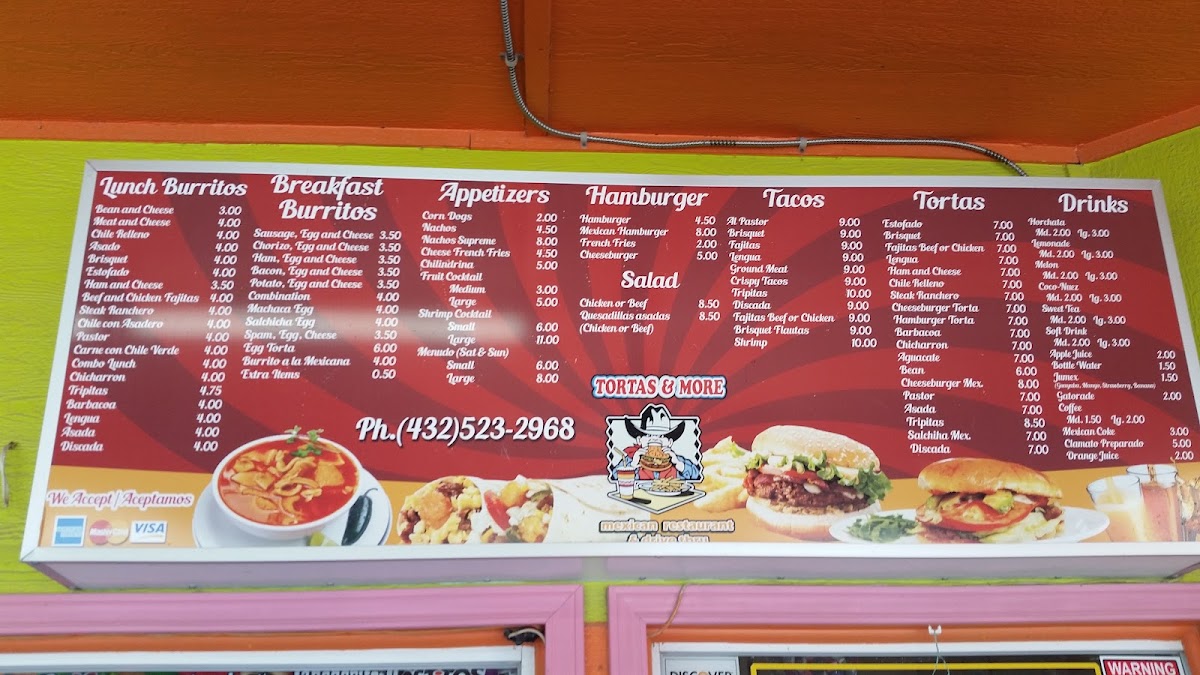 Lunch Burritos
Bean and Cheese 3.00
Meat and Cheese 4.00
Chile Relleno 4.00
Asado 4.00
Brisquet 4.00
Estofado 4.00
Ham and Cheese 3.50
Beef and Chicken Fajitas 4.00
Steak Ranchero 4.00
Chile con Asadero 4.00
Pastor 4.00
Carne con Chile Verde 4.00
Combo Lunch 4.00
Chicharron 4.00
Tripitas 4.75
Barbacoa 4.00
Lengua 4.00
Asada 4.00
Discada 4.00
We Accept / Aceptamos
MasterCard
VISA
Breakfast
Burritos
Sausage, Egg and Cheese 3.50
Chorizo, Egg and Cheese 3.50
Ham, Egg and Cheese 3.50
Bacon, Egg and Cheese 3.50
Potato, Egg and Cheese 3.50
Combination 4.00
Machaca Egg 4.00
Salchicha Egg 4.00
Spam, Egg, Cheese 3.50
Egg Torta 6.00
Burrito a la Mexicana 4.00
Extra Items 0.50
Appetizers
Corn Dogs 2.00
Nachos 4.50
Nachos Supreme 8.00
Cheese French Fries 4.50
Chilindrina 5.00
Fruit Cocktail
Medium 3.00
Large 5.00
Shrimp Cocktail
Small 6.00
Large 11.00
Menudo (Sat & Sun)
Small 6.00
Large 8.00
Ph.(432)523-2968
Hamburger
Hamburger 4.50
Mexican Hamburger 8.00
French Fries 2.00
Cheeseburger 5.00
Salad
Chicken or Beef 8.50
Quesadillas asadas 8.50
(Chicken or Beef)
TORTAS & MORE
mexican restaurant
& drive thru
Tacos
Al Pastor 9.00
Brisquet 9.00
Fajitas 9.00
Lengua 9.00
Ground Meat 9.00
Crispy Tacos 9.00
Tripitas 10.00
Discada 9.00
Fajitas Beef or Chicken 9.00
Brisquet Flautas 9.00
Shrimp 10.00
Tortas
Estofado 7.00
Brisquet 7.00
Fajitas Beef or Chicken 7.00
Lengua 7.00
Ham and Cheese 7.00
Chile Relleno 7.00
Steak Ranchero 7.00
Cheeseburger Torta 7.00
Hamburger Torta 7.00
Barbacoa 7.00
Chicharron 7.00
Aguacate 7.00
Bean 6.00
Cheeseburger Mex. 8.00
Pastor 7.00
Asada 7.00
Tripitas 8.50
Salchiha Mex. 7.00
Discada 7.00
Drinks
Horchata
Md. 2.00 Lg. 3.00
Lemonade
Md. 2.00 Lg. 3.00
Melon
Md. 2.00 Lg. 3.00
Coco-Nuez
Md. 2.00 Lg. 3.00
Sweet Tea
Md. 2.00 Lg. 3.00
Soft Drink
Md. 2.00 Lg. 3.00
Apple Juice 2.00
Bottle Water 1.50
Jumex 1.50
(Guayaba, Mango, Strawberry, Banana)
Gatorade 2.00
Coffee
Md. 1.50 Lg. 2.00
Mexican Coke 3.00
Clamato Preparado 5.00
Orange Juice 2.00
DISCOVER
WARNING